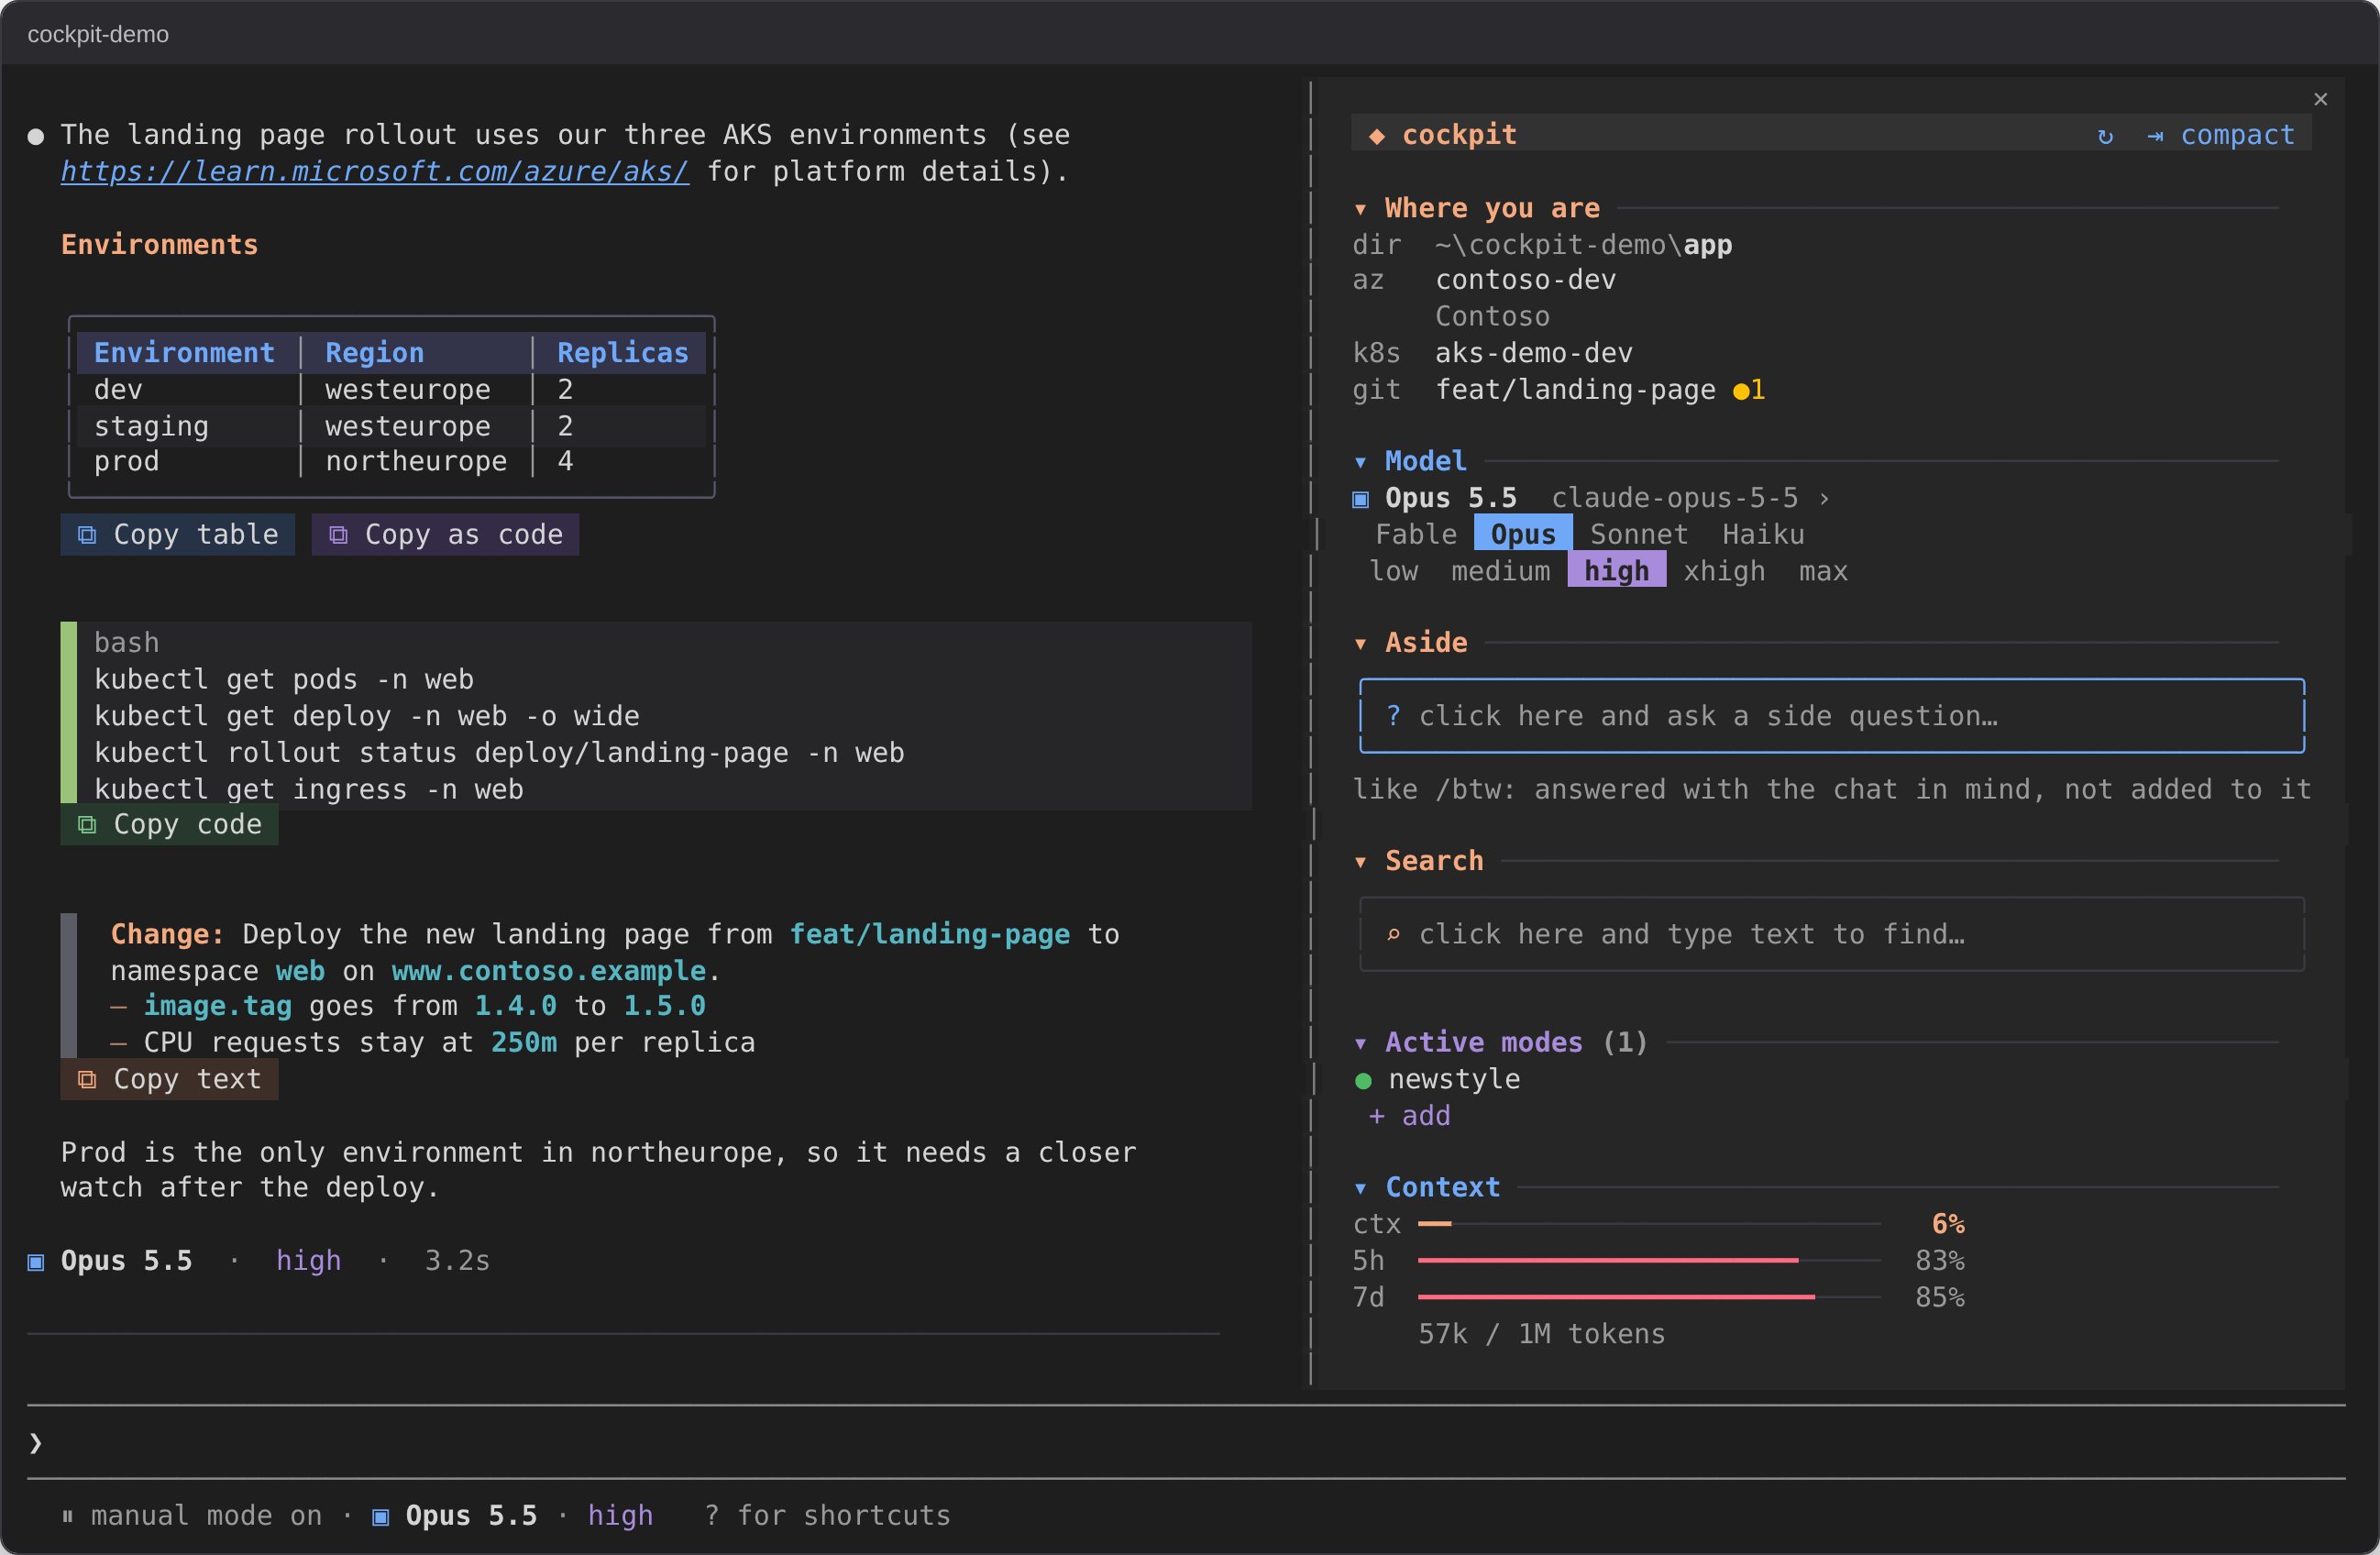 cockpit-demo
● The landing page rollout uses our three AKS environments (see
https://learn.microsoft.com/azure/aks/ for platform details).
Environments
Environment │ Region │ Replicas
dev │ westeurope │ 2
staging │ westeurope │ 2
prod │ northeurope │ 4
⧉ Copy table ⧉ Copy as code
bash
kubectl get pods -n web
kubectl get deploy -n web -o wide
kubectl rollout status deploy/landing-page -n web
kubectl get ingress -n web
⧉ Copy code
Change: Deploy the new landing page from feat/landing-page to
namespace web on www.contoso.example.
– image.tag goes from 1.4.0 to 1.5.0
– CPU requests stay at 250m per replica
⧉ Copy text
Prod is the only environment in northeurope, so it needs a closer
watch after the deploy.
▣ Opus 5.5 · high · 3.2s
×
◆ cockpit ↻ ⇥ compact
▾ Where you are
dir ~\cockpit-demo\app
az contoso-dev
Contoso
k8s aks-demo-dev
git feat/landing-page ●1
▾ Model
▣ Opus 5.5 claude-opus-5-5 ›
Fable Opus Sonnet Haiku
low medium high xhigh max
▾ Aside
? click here and ask a side question…
like /btw: answered with the chat in mind, not added to it
▾ Search
⌕ click here and type text to find…
▾ Active modes (1)
● newstyle
+ add
▾ Context
ctx 6%
5h 83%
7d 85%
57k / 1M tokens
❯
⏸ manual mode on · ▣ Opus 5.5 · high ? for shortcuts